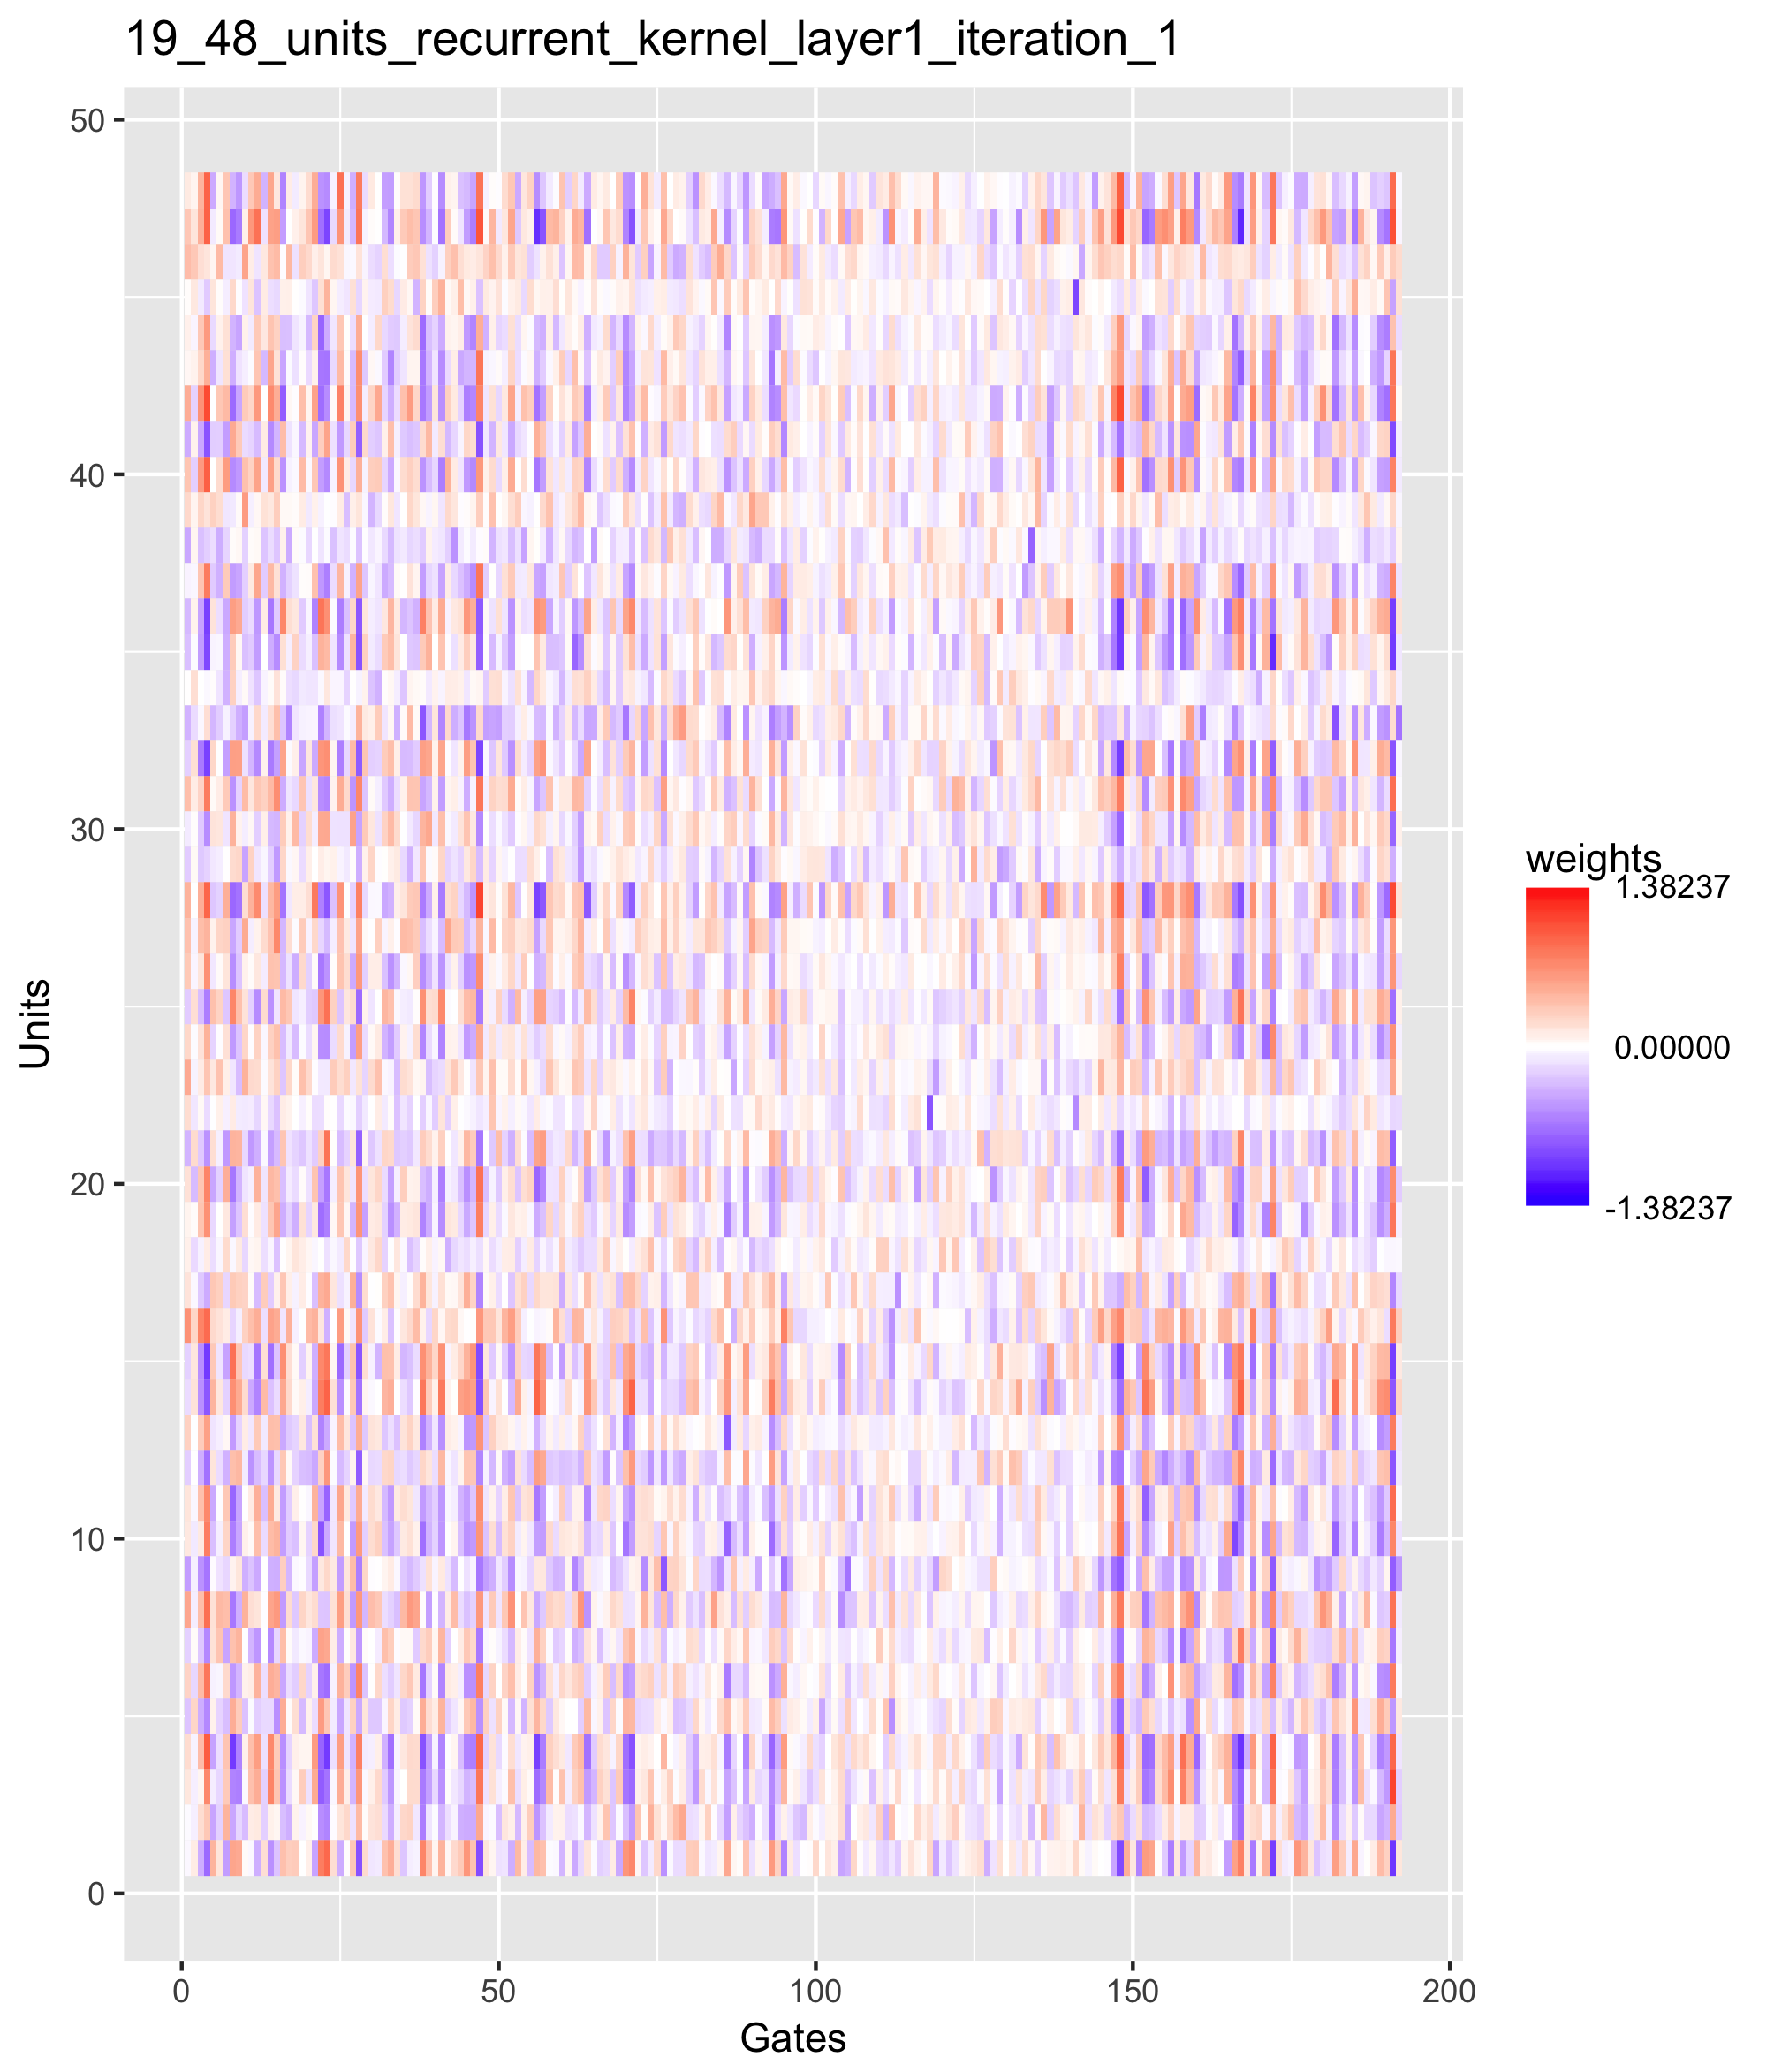 19_48_units_recurrent_kernel_layer1_iteration_1
50
40
30
20
10
0
Units
0 50 100 150 200
Gates
weights
1.38237
0.00000
-1.38237